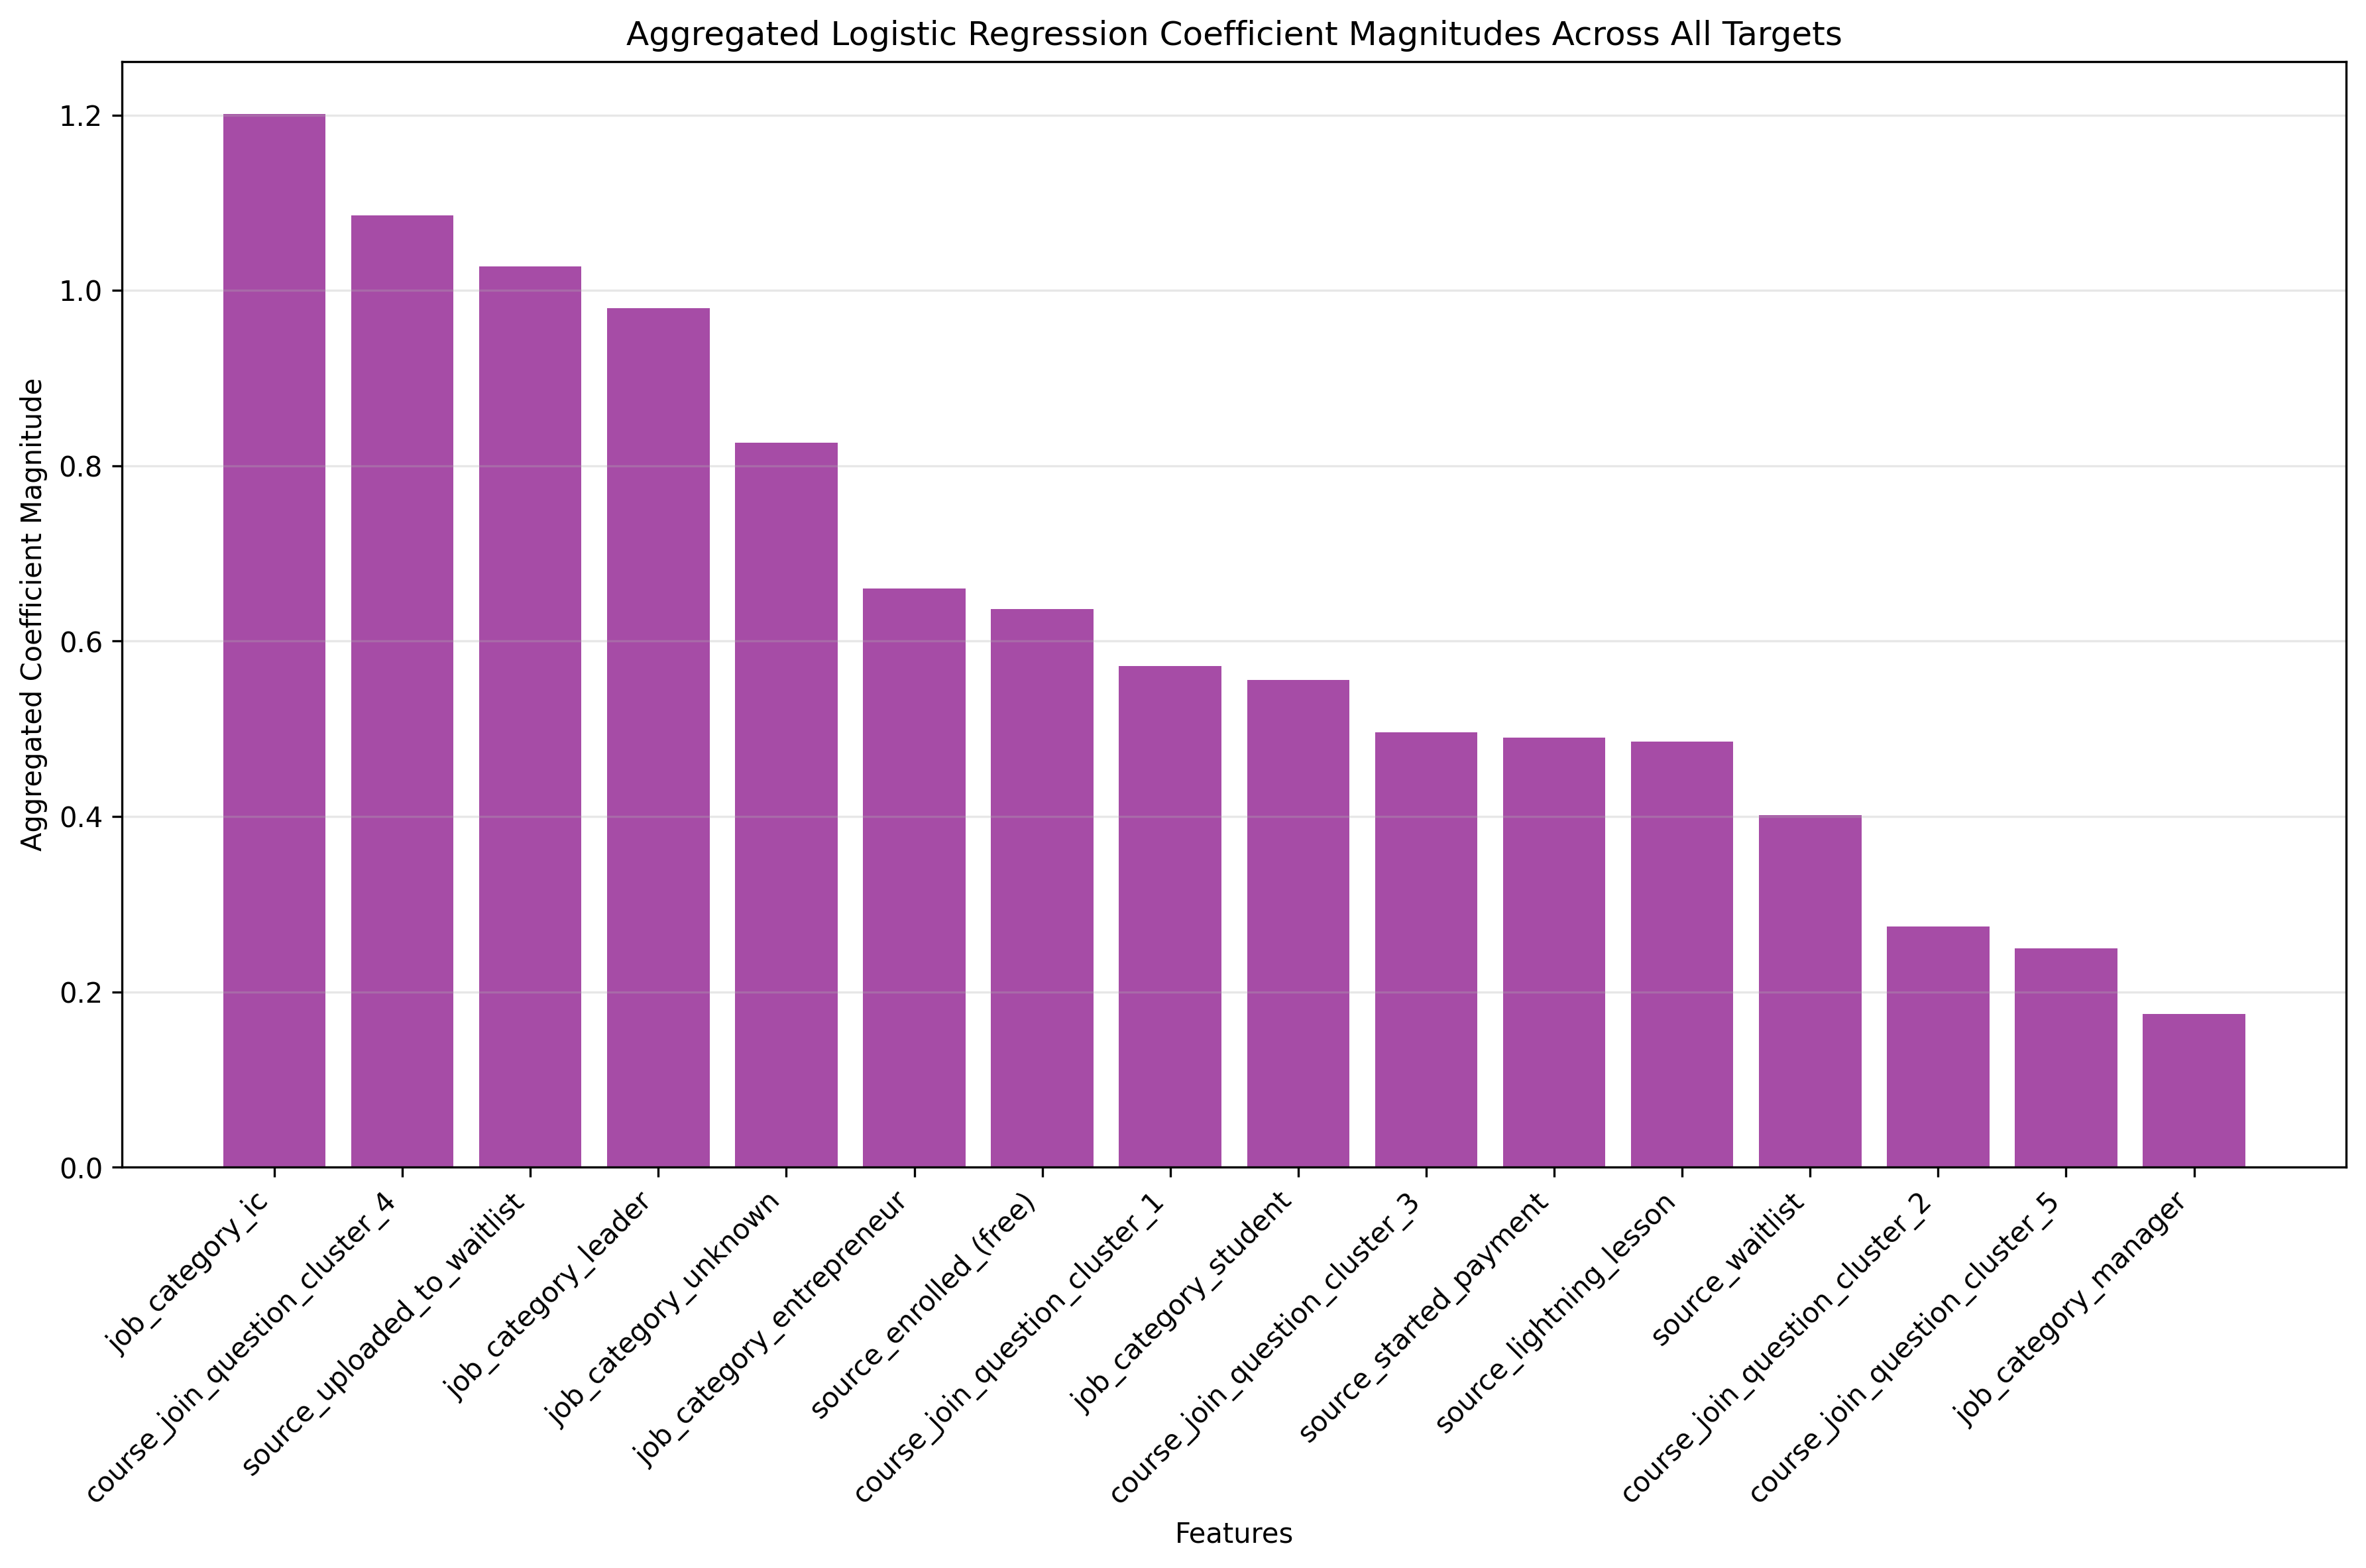 Aggregated Logistic Regression Coefficient Magnitudes Across All Targets
Aggregated Coefficient Magnitude
1.2
1.0
0.8
0.6
0.4
0.2
0.0
job_category_ic
course_join_question_cluster_4
source_uploaded_to_waitlist
job_category_leader
job_category_unknown
job_category_entrepreneur
source_enrolled_(free)
course_join_question_cluster_1
job_category_student
course_join_question_cluster_3
source_started_payment
source_lightning_lesson
source_waitlist
course_join_question_cluster_2
course_join_question_cluster_5
job_category_manager
Features